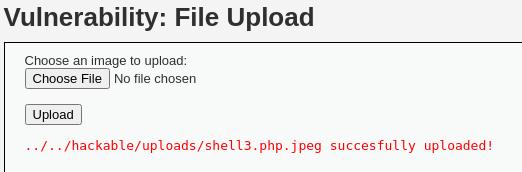 Vulnerability: File Upload
Choose an image to upload:
Choose File No file chosen
Upload
../../hackable/uploads/shell3.php.jpeg succesfully uploaded!